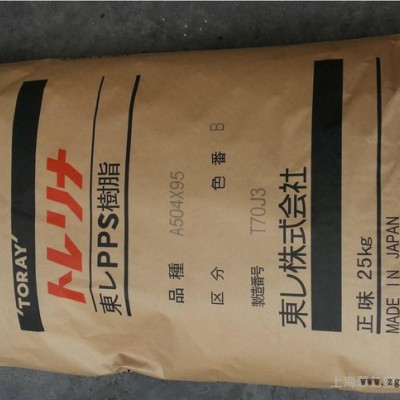 'TORAY'
トレリナ
東レPPS樹脂
品種 A504X95
区分 色番 B
製造番号 T70J3
東レ株式会社
正味 25kg
MADE IN JAPAN